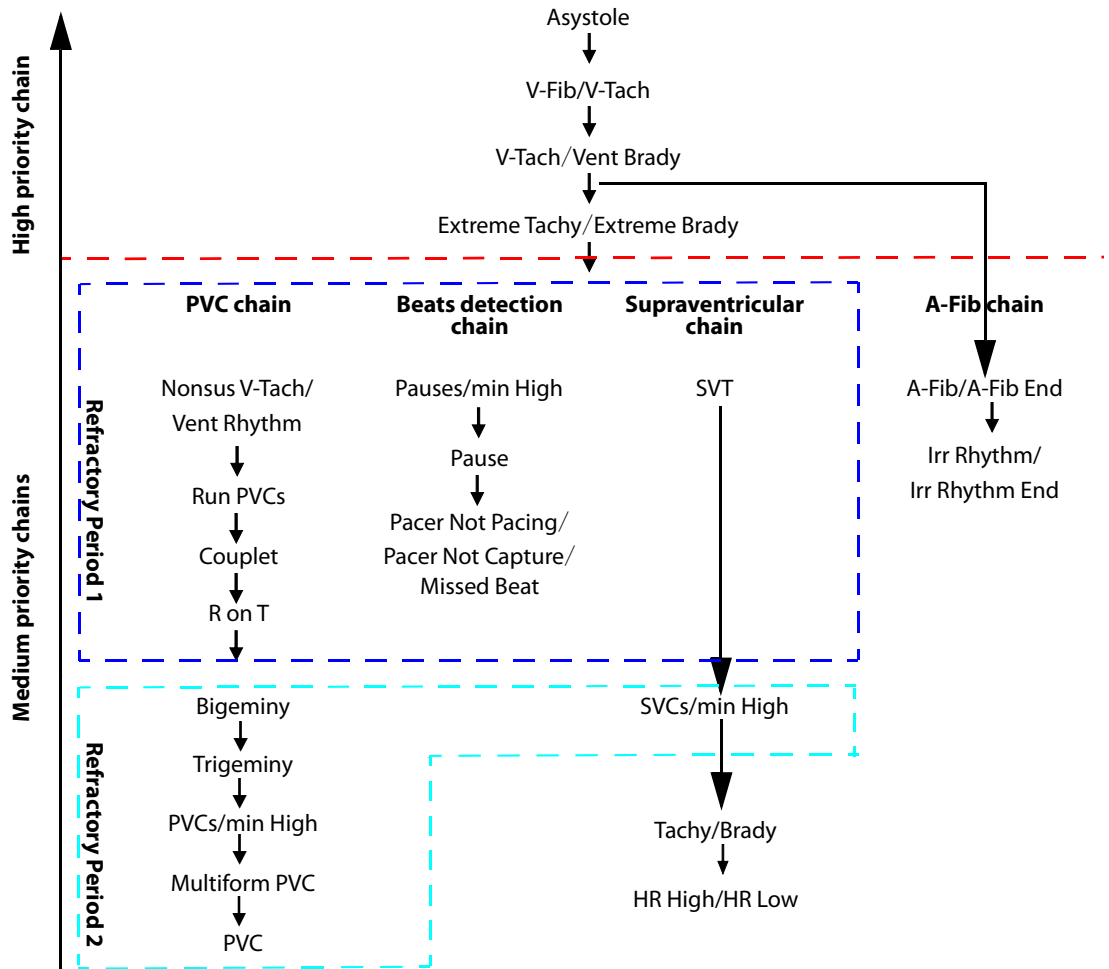 High priority chain
Asystole
V-Fib/V-Tach
V-Tach/Vent Brady
Extreme Tachy/Extreme Brady
Medium priority chains
Refractory Period 1
PVC chain
Nonsus V-Tach/
Vent Rhythm
Run PVCs
Couplet
R on T
Beats detection
chain
Pauses/min High
Pause
Pacer Not Pacing/
Pacer Not Capture/
Missed Beat
Supraventricular
chain
SVT
A-Fib chain
A-Fib/A-Fib End
Irr Rhythm/
Irr Rhythm End
Refractory Period 2
Bigeminy
Trigeminy
PVCs/min High
Multiform PVC
PVC
SVCs/min High
Tachy/Brady
HR High/HR Low